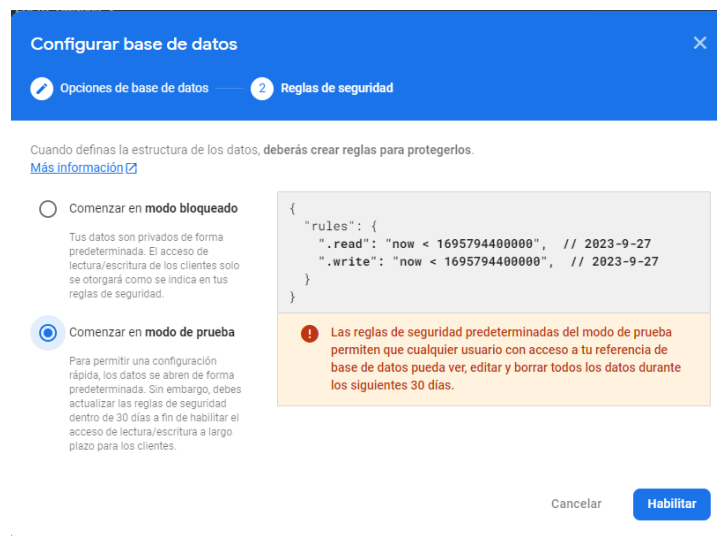 Configurar base de datos
Opciones de base de datos
2 Reglas de seguridad
Cuando definas la estructura de los datos, deberás crear reglas para protegerlos.
Más información
Comenzar en modo bloqueado
Tus datos son privados de forma
predeterminada. El acceso de
lectura/escritura de los clientes solo
se otorgará como se indica en tus
reglas de seguridad.
Comenzar en modo de prueba
Para permitir una configuración
rápida, los datos se abren de forma
predeterminada. Sin embargo, debes
actualizar las reglas de seguridad
dentro de 30 días a fin de habilitar el
acceso de lectura/escritura a largo
plazo para los clientes.
{
"rules": {
".read": "now < 1695794400000", // 2023-9-27
".write": "now < 1695794400000", // 2023-9-27
}
}
Las reglas de seguridad predeterminadas del modo de prueba
permiten que cualquier usuario con acceso a tu referencia de
base de datos pueda ver, editar y borrar todos los datos durante
los siguientes 30 días.
Cancelar
Habilitar